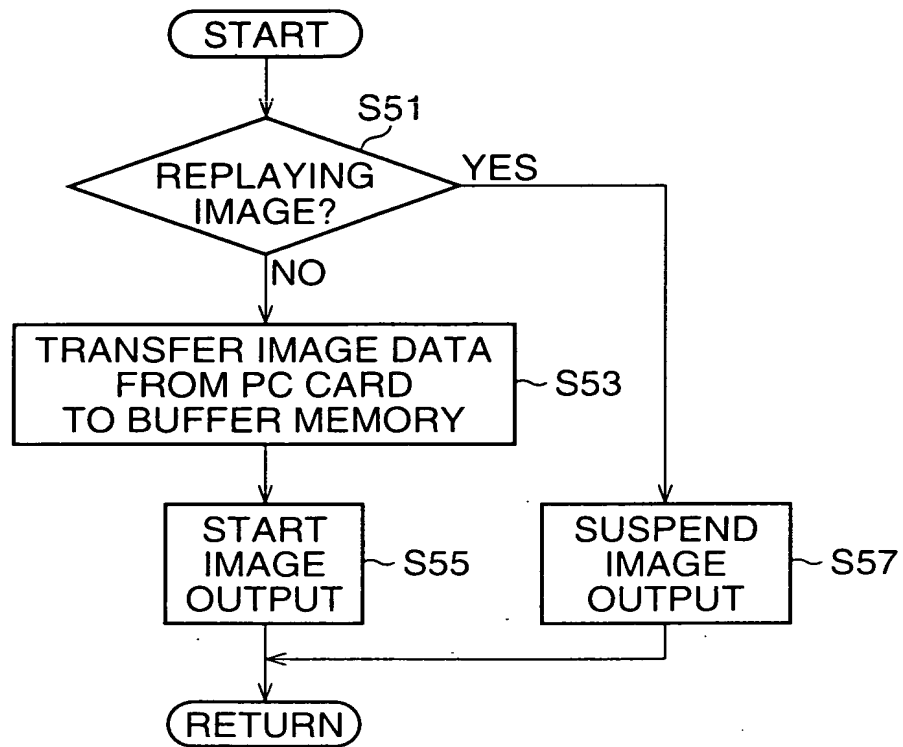 START
S51
REPLAYING
IMAGE?
YES
NO
TRANSFER IMAGE DATA
FROM PC CARD
TO BUFFER MEMORY
S53
START
IMAGE
OUTPUT
S55
SUSPEND
IMAGE
OUTPUT
S57
RETURN